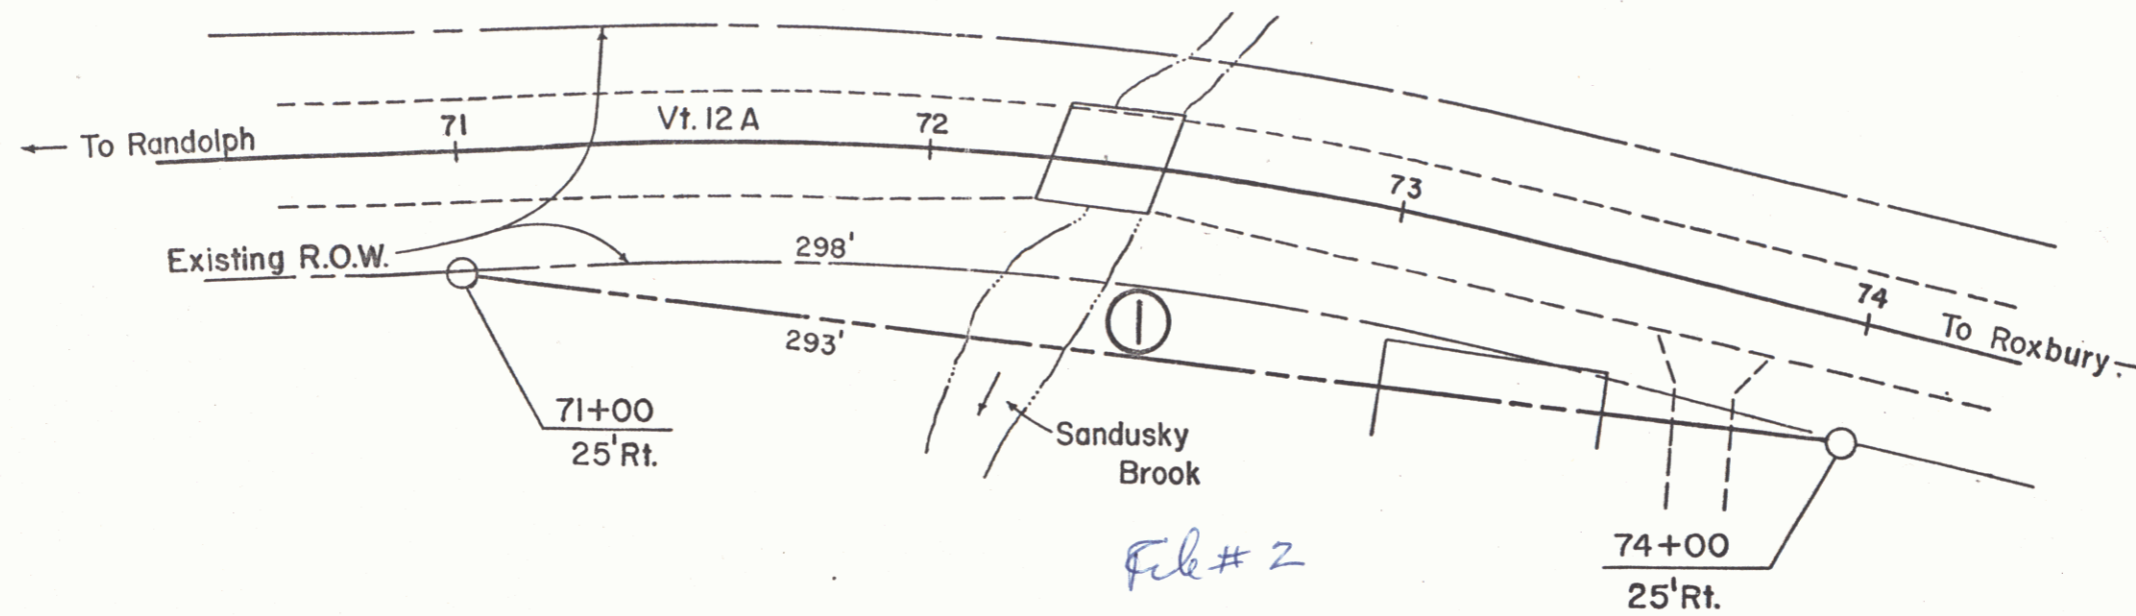 ← To Randolph
71
Vt. 12 A
72
73
74
To Roxbury
Existing R.O.W.
298'
293'
1
71+00
25' Rt.
Sandusky
Brook
74+00
25' Rt.
File # 2